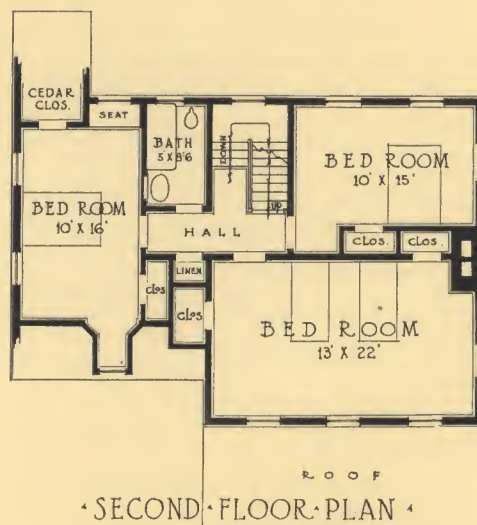 CEDAR
CLOS.
SEAT
BATH
5' X 8'6
DOWN
UP
BED ROOM
10' X 15'
BED ROOM
10' X 16'
HALL
CLOS.
CLOS.
LINEN
CLOS
CLOS
BED ROOM
13' X 22'
ROOF
· SECOND · FLOOR · PLAN ·